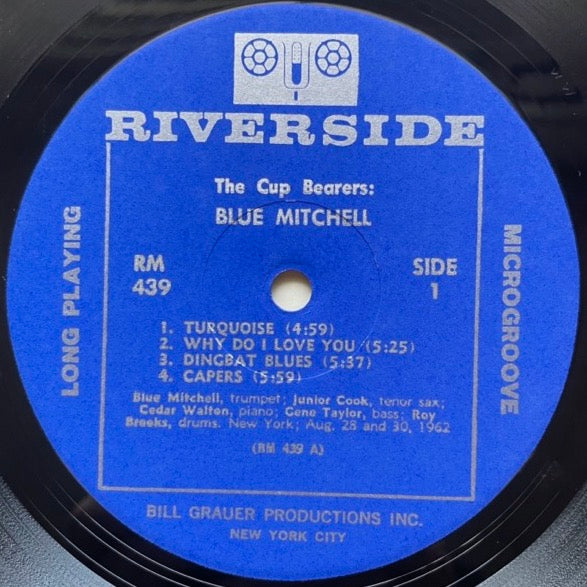 RIVERSIDE
The Cup Bearers:
BLUE MITCHELL
RM
439
SIDE
1
LONG PLAYING
MICROGROOVE
1. TURQUOISE (4:59)
2. WHY DO I LOVE YOU (5:25)
3. DINGBAT BLUES (5:37)
4. CAPERS (5:59)
Blue Mitchell, trumpet; Junior Cook, tenor sax;
Cedar Walton, piano; Gene Taylor, bass; Roy
Brooks, drums. New York; Aug. 28 and 30, 1962
(RM 439 A)
BILL GRAUER PRODUCTIONS INC.
NEW YORK CITY